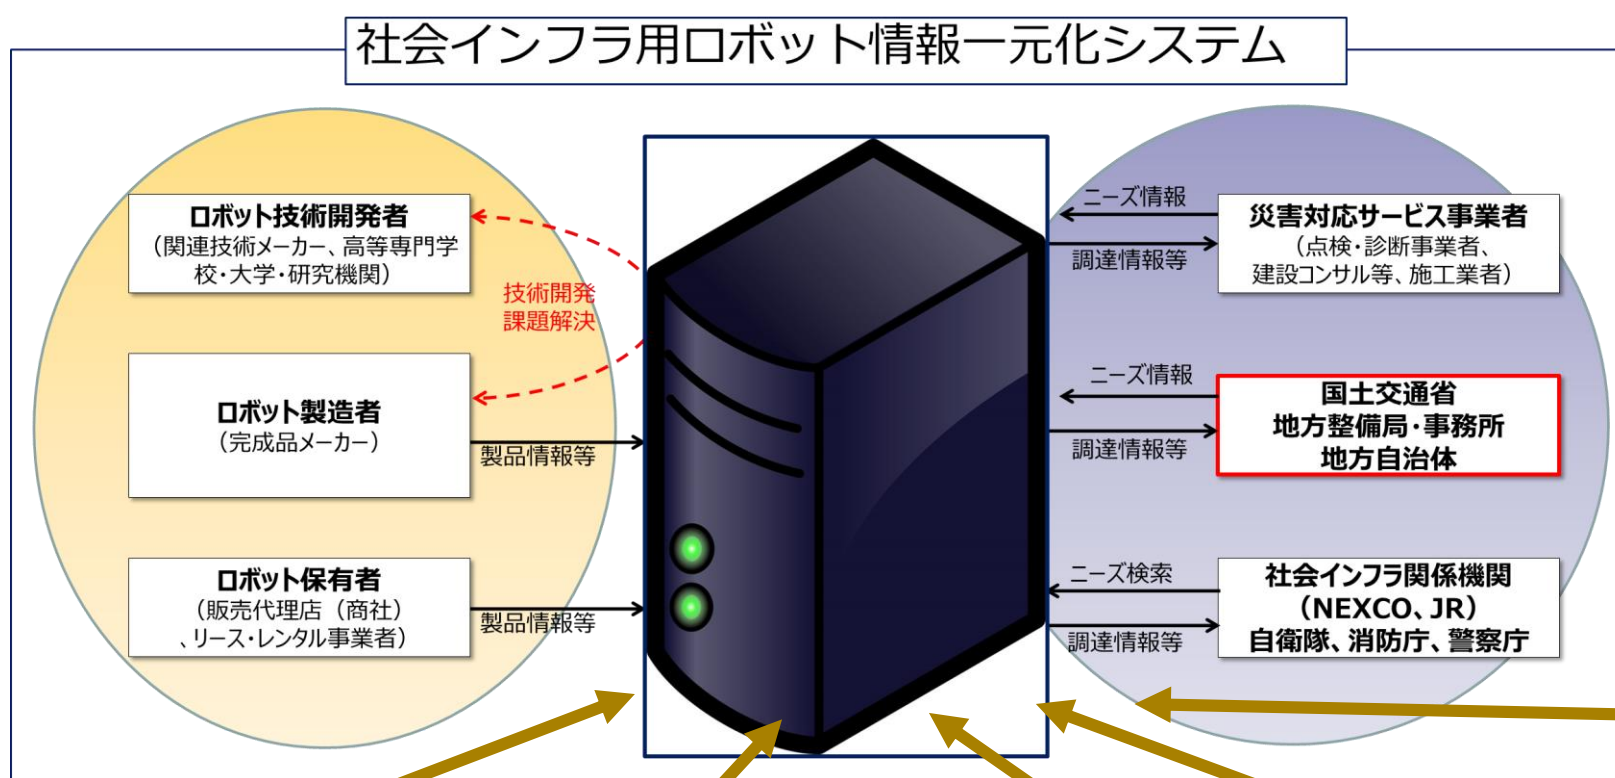 社会インフラ用ロボット情報一元化システム
ロボット技術開発者
（関連技術メーカー、高等専門学
校・大学・研究機関）
技術開発
課題解決
ロボット製造者
（完成品メーカー）
製品情報等
ロボット保有者
（販売代理店（商社）
、リース・レンタル事業者）
製品情報等
ニーズ情報
調達情報等
災害対応サービス事業者
（点検・診断事業者、
建設コンサル等、施工業者）
ニーズ情報
調達情報等
国土交通省
地方整備局・事務所
地方自治体
ニーズ検索
調達情報等
社会インフラ関係機関
（NEXCO、JR）
自衛隊、消防庁、警察庁